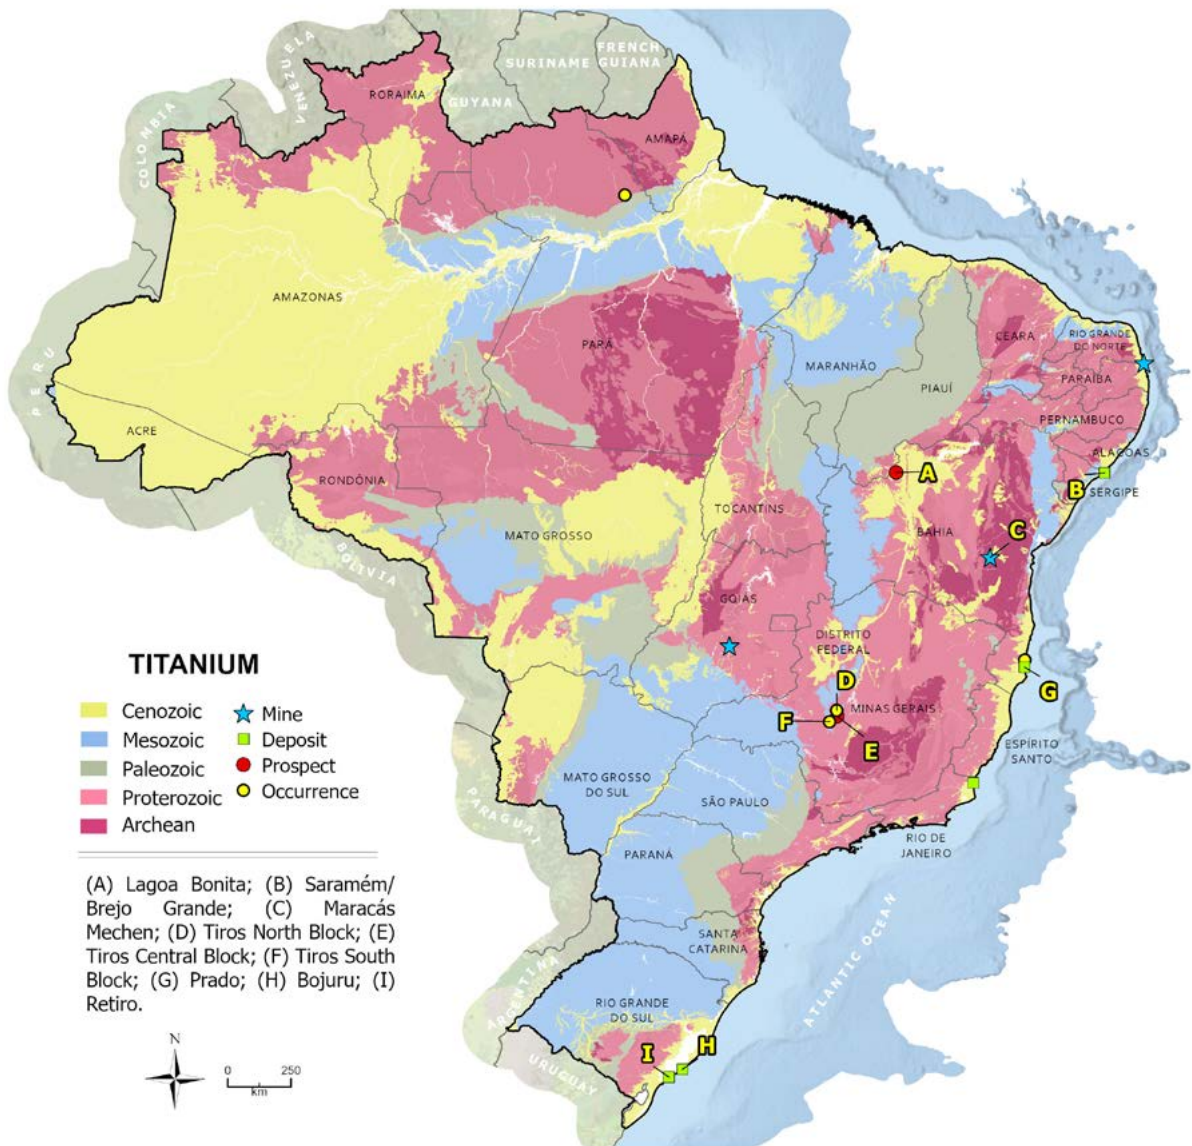 VENEZUELA
COLOMBIA
SURINAME
FRENCH
GUIANA
GUYANA
RORAIMA
AMAPÁ
AMAZONAS
PARÁ
MARANHÃO
CEARÁ
RIO GRANDE
DO NORTE
PARAÍBA
PIAUÍ
PERNAMBUCO
ALAGOAS
SERGIPE
PERU
ACRE
RONDÔNIA
MATO GROSSO
TOCANTINS
BAHIA
A
B
C
BOLIVIA
GOIÁS
DISTRITO
FEDERAL
D
MINAS GERAIS
F
E
G
ESPÍRITO
SANTO
MATO GROSSO
DO SUL
SÃO PAULO
RIO DE
JANEIRO
PARAGUAI
PARANÁ
SANTA
CATARINA
ATLANTIC OCEAN
ARGENTINA
RIO GRANDE
DO SUL
I
H
URUGUAY
TITANIUM
Cenozoic
Mesozoic
Paleozoic
Proterozoic
Archean
Mine
Deposit
Prospect
Occurrence
(A) Lagoa Bonita; (B) Saramém/
Brejo Grande; (C) Maracás
Mechen; (D) Tiros North Block; (E)
Tiros Central Block; (F) Tiros South
Block; (G) Prado; (H) Bojuru; (I)
Retiro.
N
0 250
km